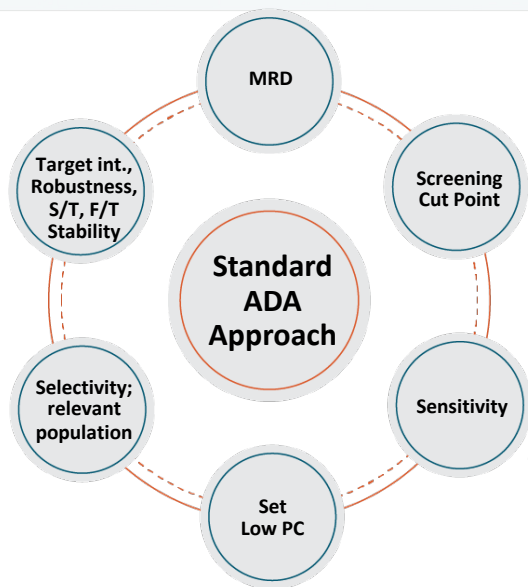 MRD
Screening
Cut Point
Sensitivity
Set
Low PC
Selectivity;
relevant
population
Target int.,
Robustness,
S/T, F/T
Stability
Standard
ADA
Approach